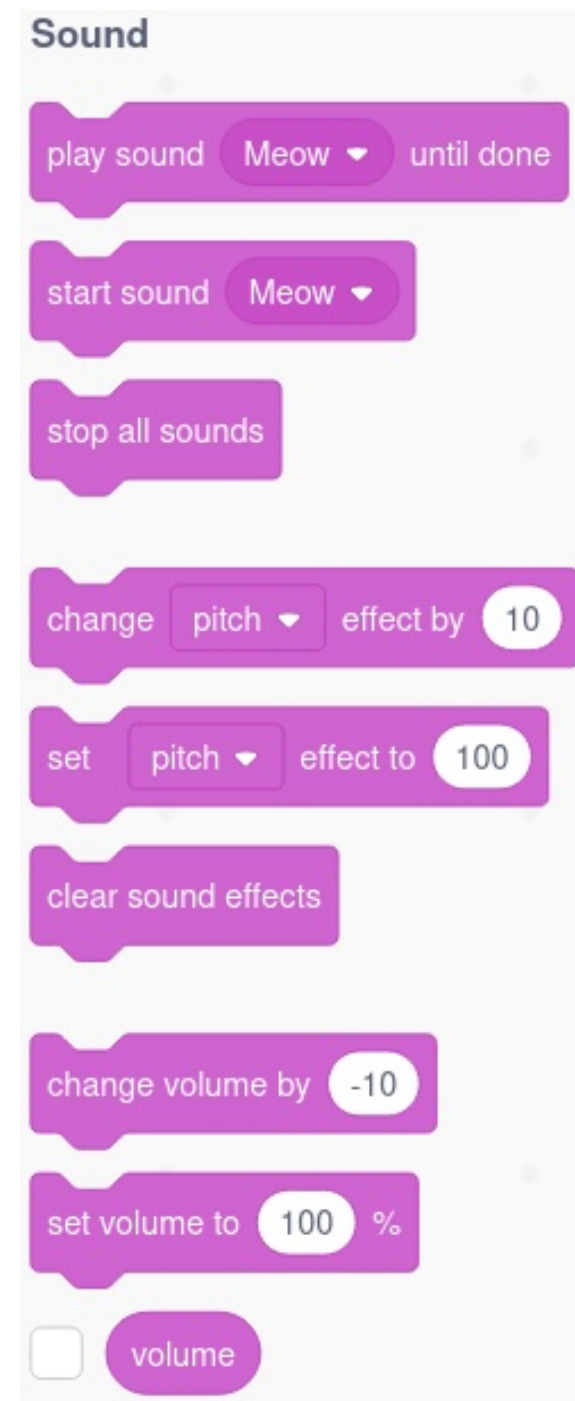 Sound
play sound Meow until done
start sound Meow
stop all sounds
change pitch effect by 10
set pitch effect to 100
clear sound effects
change volume by -10
set volume to 100 %
volume